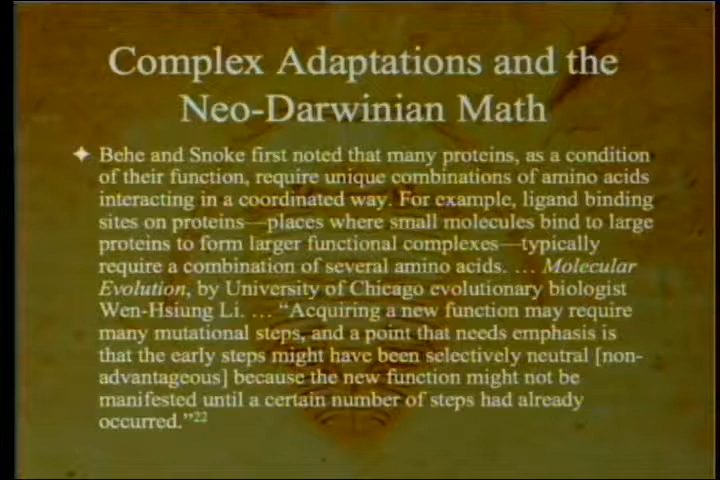 Complex Adaptations and the
Neo-Darwinian Math
Behe and Snoke first noted that many proteins, as a condition
of their function, require unique combinations of amino acids
interacting in a coordinated way. For example, ligand binding
sites on proteins—places where small molecules bind to large
proteins to form larger functional complexes—typically
require a combination of several amino acids. … Molecular
Evolution, by University of Chicago evolutionary biologist
Wen-Hsiung Li. … “Acquiring a new function may require
many mutational steps, and a point that needs emphasis is
that the early steps might have been selectively neutral [non-
advantageous] because the new function might not be
manifested until a certain number of steps had already
occurred.”22